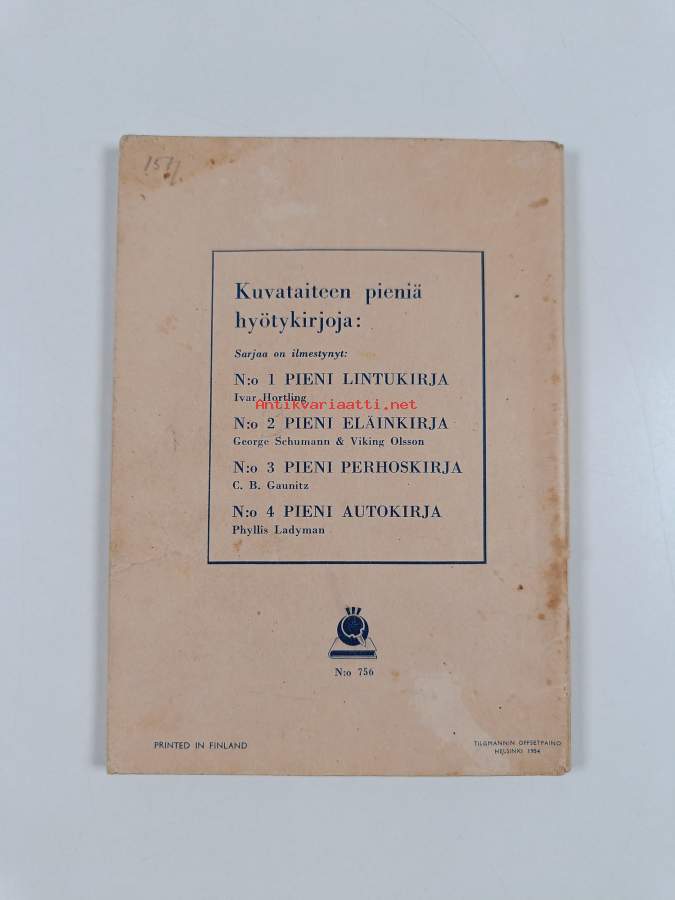 Kuvataiteen pieniä
hyötykirjoja:
Sarjaa on ilmestynyt:
N:o 1 PIENI LINTUKIRJA
Ivar Hortling
Antikvariaatti.net
N:o 2 PIENI ELÄINKIRJA
George Schumann & Viking Olsson
N:o 3 PIENI PERHOSKIRJA
C. B. Gaunitz
N:o 4 PIENI AUTOKIRJA
Phyllis Ladyman
N:o 756
PRINTED IN FINLAND
TILGMANNIN OFFSETPAINO
HELSINKI 1954